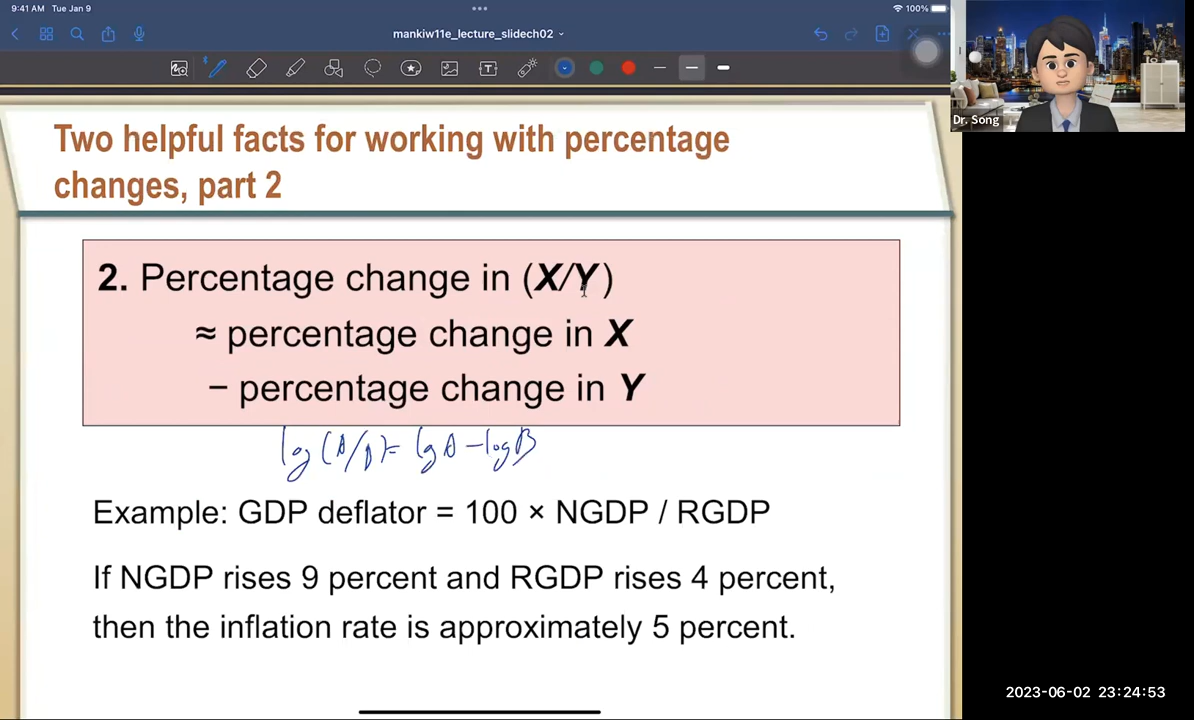 9:41 AM Tue Jan 9
100%
mankiw11e_lecture_slidech02
Dr. Song
Two helpful facts for working with percentage
changes, part 2
2. Percentage change in (X/Y)
≈ percentage change in X
− percentage change in Y
log(A/B) = log A − log B
Example: GDP deflator = 100 × NGDP / RGDP
If NGDP rises 9 percent and RGDP rises 4 percent,
then the inflation rate is approximately 5 percent.
2023-06-02 23:24:53